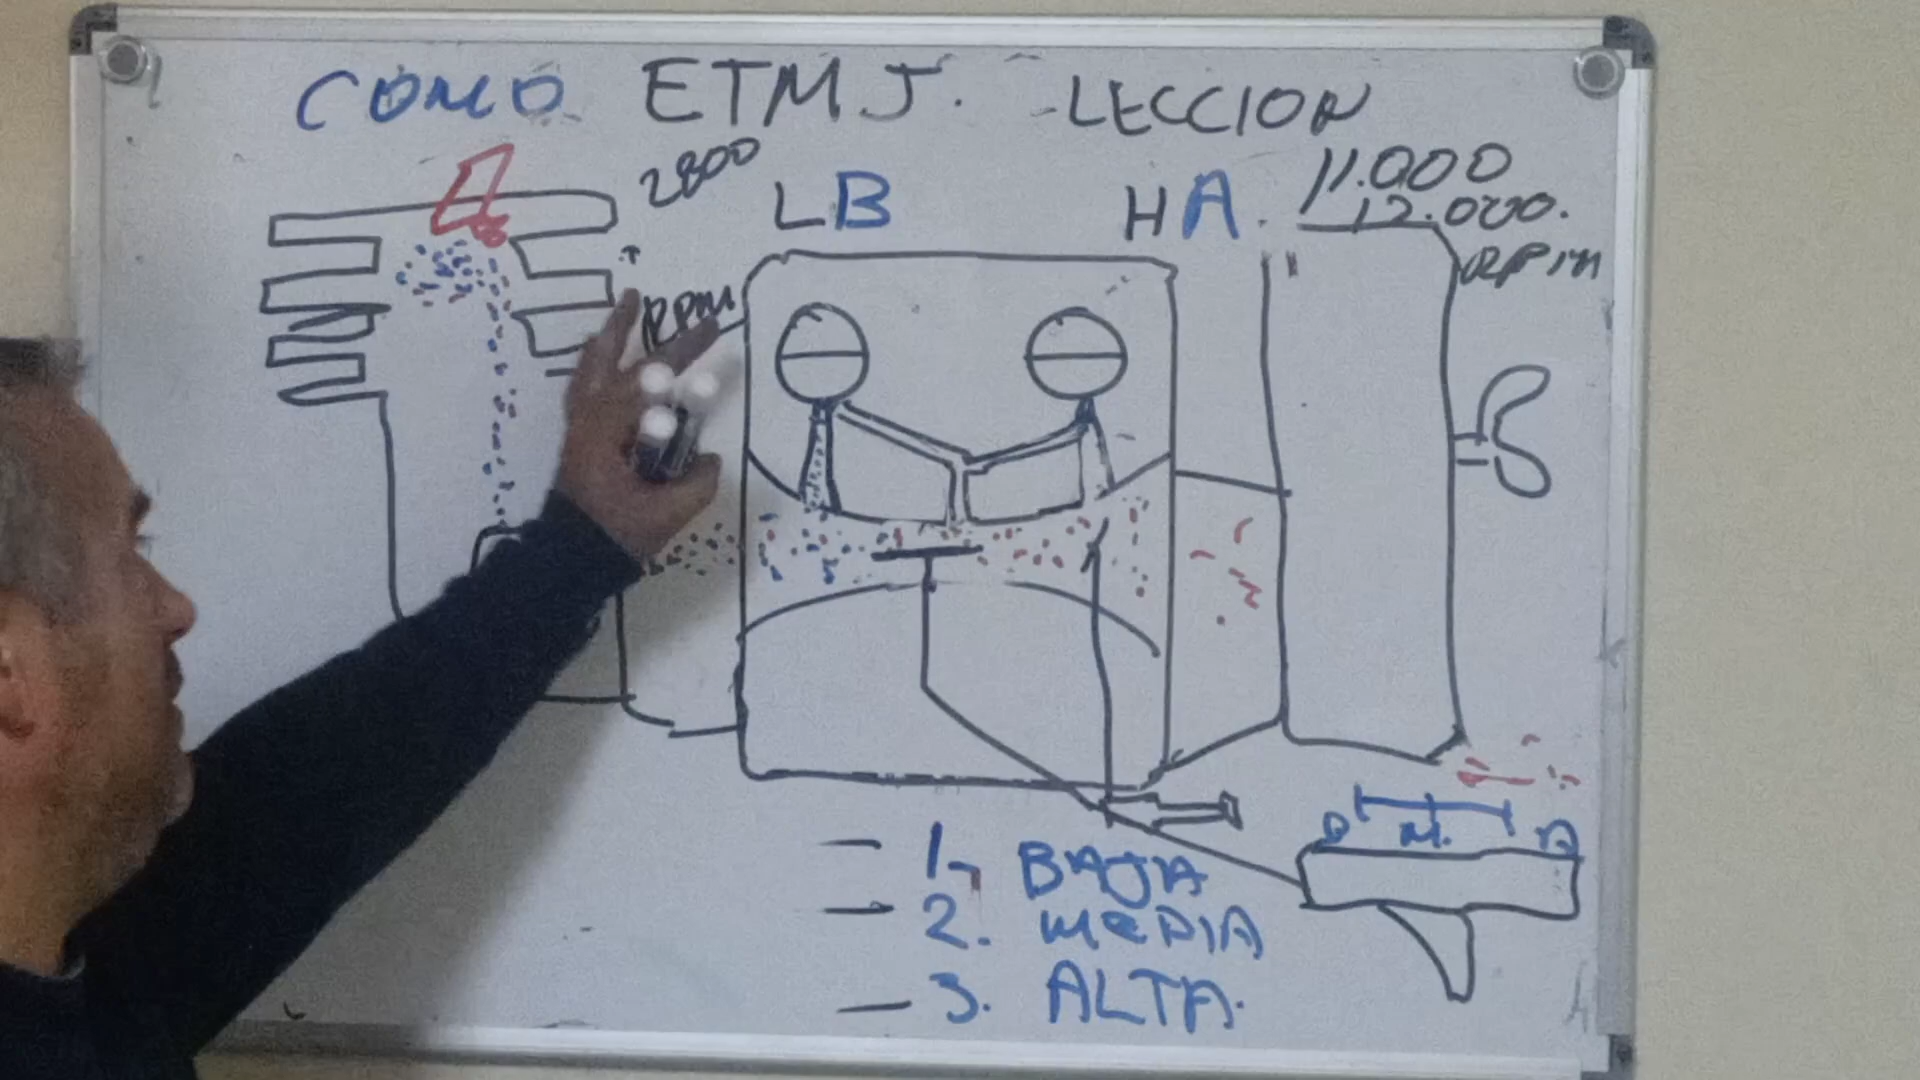 COMO ETMJ. LECCION
2800
RPM
LB
HA.
11.000
12.000.
RPM
B M. A
1, BAJA
2. MEDIA
3. ALTA.